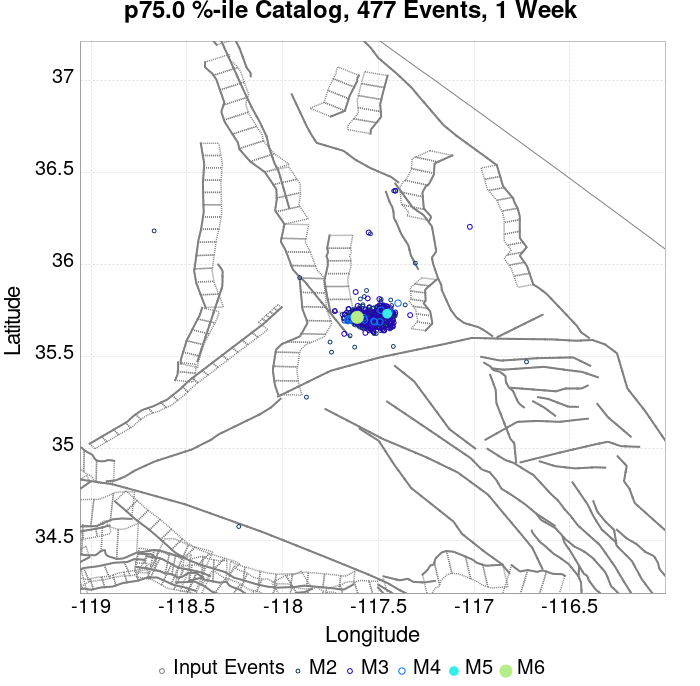 p75.0 %-ile Catalog, 477 Events, 1 Week
37
36.5
36
35.5
35
34.5
Latitude
-119
-118.5
-118
-117.5
-117
-116.5
Longitude
Input Events
M2
M3
M4
M5
M6